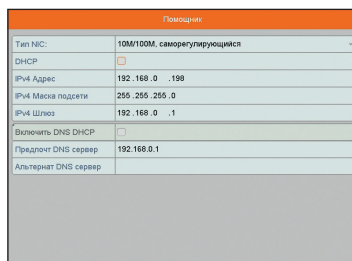 Помощник
Тип NIC: 10M/100M, саморегулирующийся
DHCP
IPv4 Адрес 192 .168 .0 .198
IPv4 Маска подсети 255 .255 .255 .0
IPv4 Шлюз 192 .168 .0 .1
Включить DNS DHCP
Предпочт DNS сервер 192.168.0.1
Альтернат DNS сервер